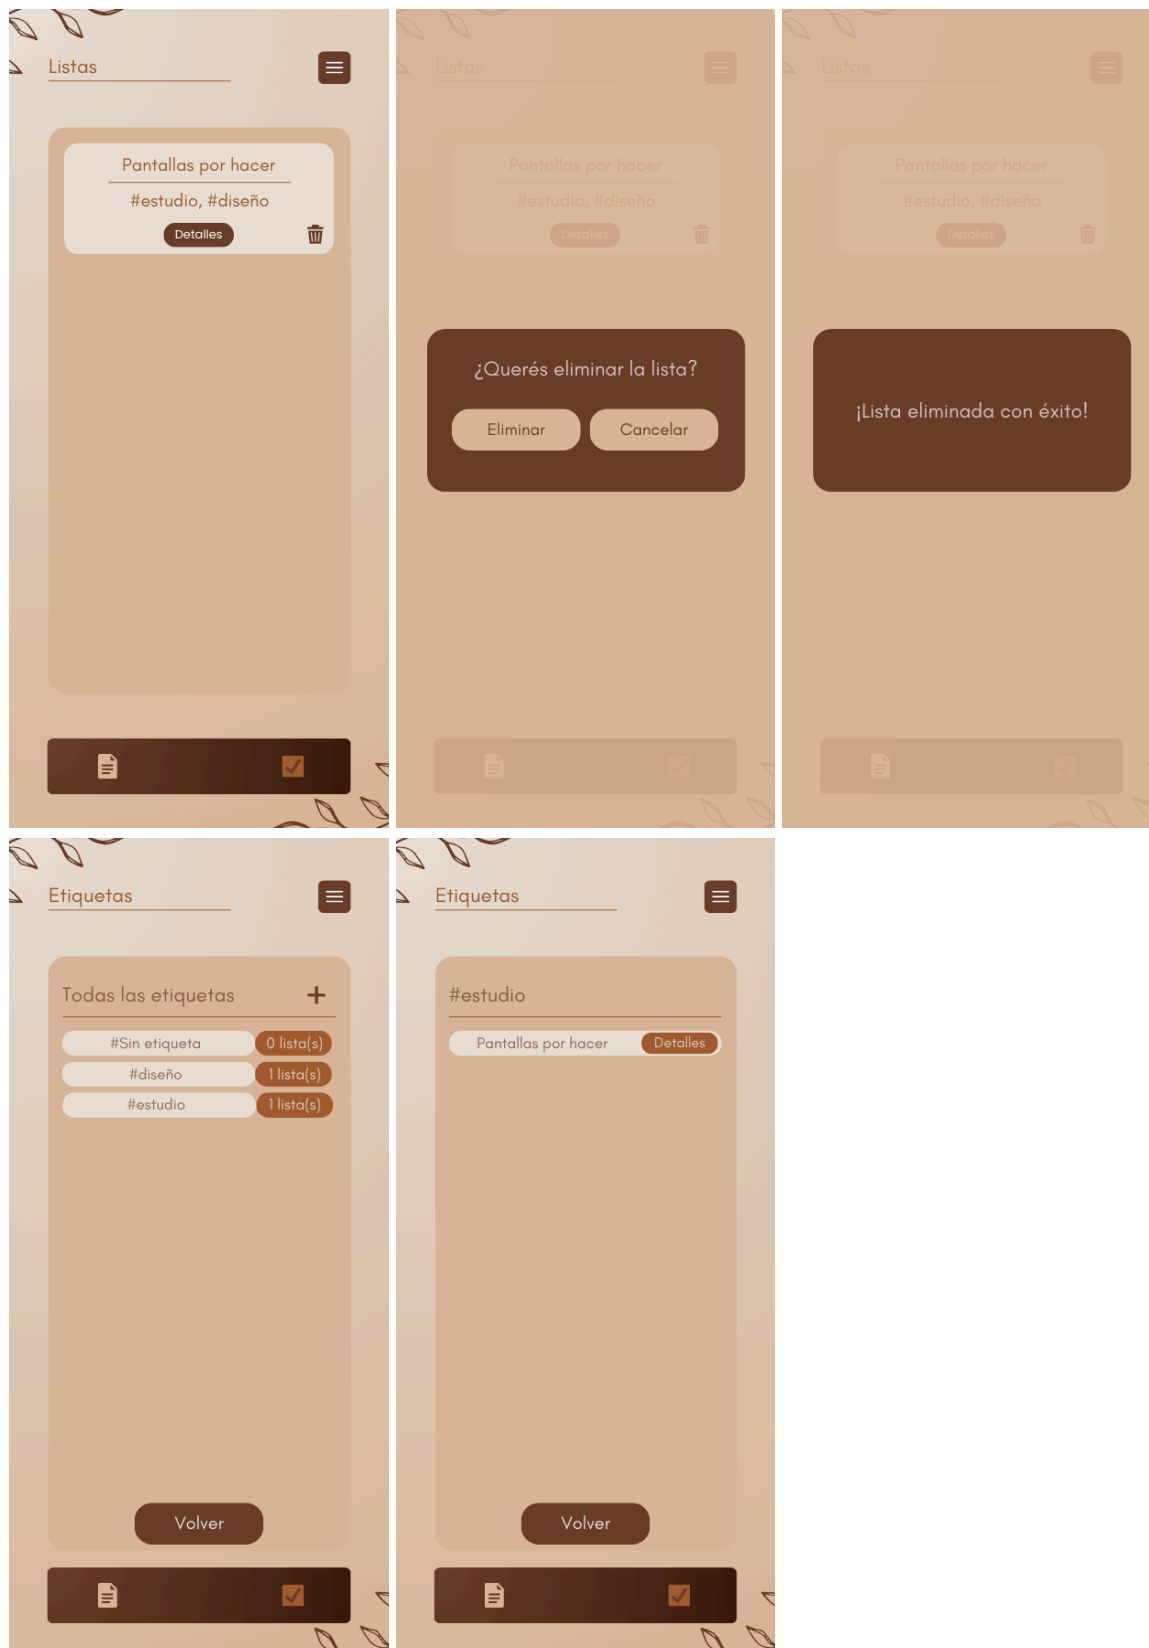 Listas
Pantallas por hacer
#estudio, #diseño
Detalles
Listas
Pantallas por hacer
#estudio, #diseño
Detalles
¿Querés eliminar la lista?
Eliminar
Cancelar
Listas
Pantallas por hacer
#estudio, #diseño
Detalles
¡Lista eliminada con éxito!
Etiquetas
Todas las etiquetas
#Sin etiqueta 0 lista(s)
#diseño 1 lista(s)
#estudio 1 lista(s)
Volver
Etiquetas
#estudio
Pantallas por hacer Detalles
Volver